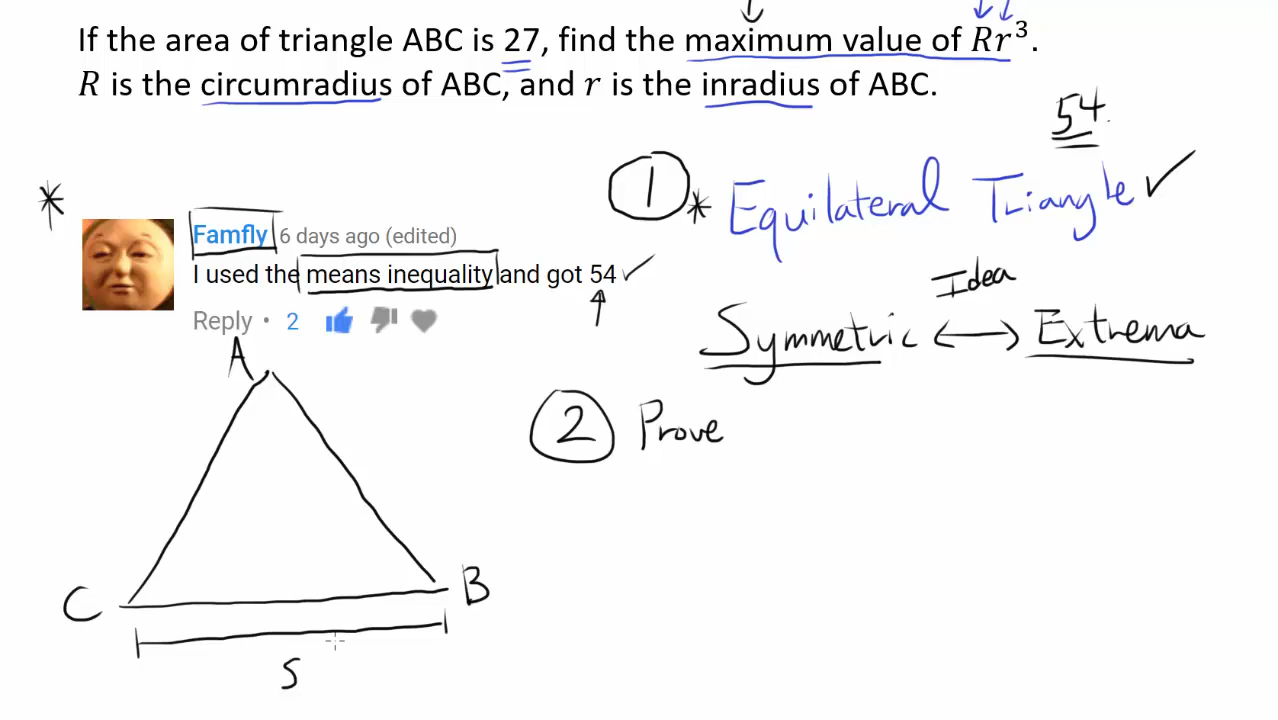 If the area of triangle ABC is 27, find the maximum value of Rr³.
R is the circumradius of ABC, and r is the inradius of ABC.
54.
1 * Equilateral Triangle ✓
*
Famfly 6 days ago (edited)
I used the means inequality and got 54 ✓
Reply • 2
Idea
Symmetric ⟷ Extrema
2 Prove
A
C
B
S